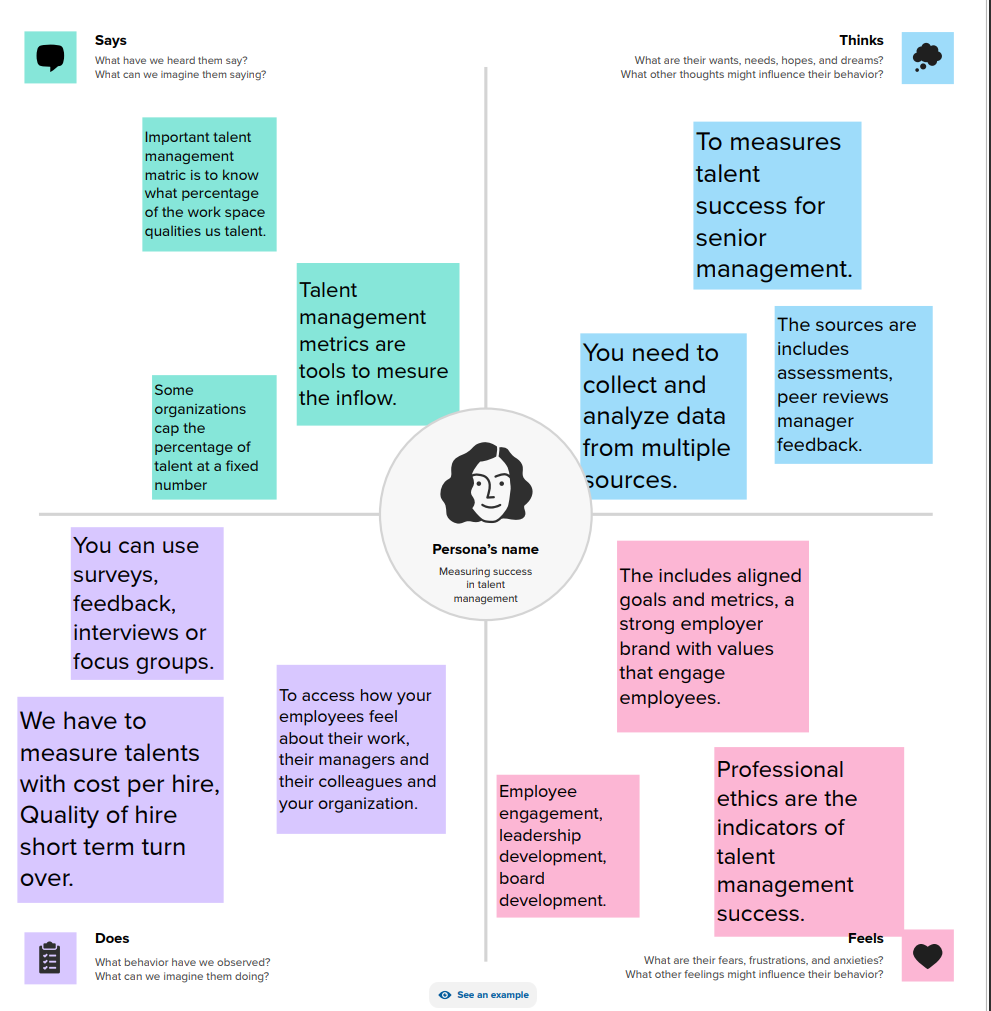 Says
What have we heard them say?
What can we imagine them saying?
Thinks
What are their wants, needs, hopes, and dreams?
What other thoughts might influence their behavior?
Important talent
management
matric is to know
what percentage
of the work space
qualities us talent.
Talent
management
metrics are
tools to mesure
the inflow.
Some
organizations
cap the
percentage of
talent at a fixed
number
To measures
talent
success for
senior
management.
You need to
collect and
analyze data
from multiple
sources.
The sources are
includes
assessments,
peer reviews
manager
feedback.
Persona's name
Measuring success
in talent
management
You can use
surveys,
feedback,
interviews or
focus groups.
We have to
measure talents
with cost per hire,
Quality of hire
short term turn
over.
To access how your
employees feel
about their work,
their managers and
their colleagues and
your organization.
The includes aligned
goals and metrics, a
strong employer
brand with values
that engage
employees.
Employee
engagement,
leadership
development,
board
development.
Professional
ethics are the
indicators of
talent
management
success.
Does
What behavior have we observed?
What can we imagine them doing?
Feels
What are their fears, frustrations, and anxieties?
What other feelings might influence their behavior?
See an example